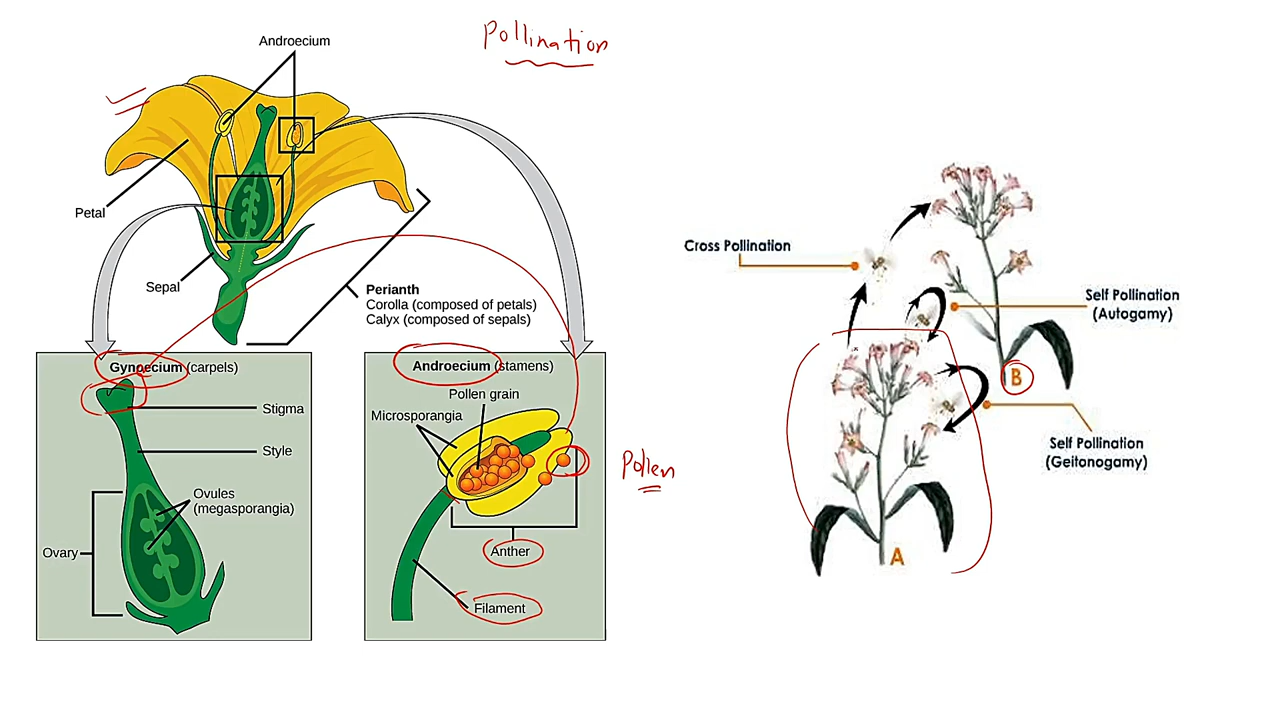 Pollination
Androecium
Petal
Sepal
Perianth
Corolla (composed of petals)
Calyx (composed of sepals)
Gynoecium (carpels)
Stigma
Style
Ovules
(megasporangia)
Ovary
Androecium (stamens)
Pollen grain
Microsporangia
Anther
Filament
Pollen
Cross Pollination
Self Pollination
(Autogamy)
B
Self Pollination
(Geitonogamy)
A